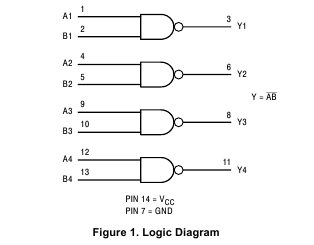 A1 1
B1 2
3 Y1
A2 4
B2 5
6 Y2
Y = A̅B̅
A3 9
B3 10
8 Y3
A4 12
B4 13
11 Y4
PIN 14 = VCC
PIN 7 = GND
Figure 1. Logic Diagram